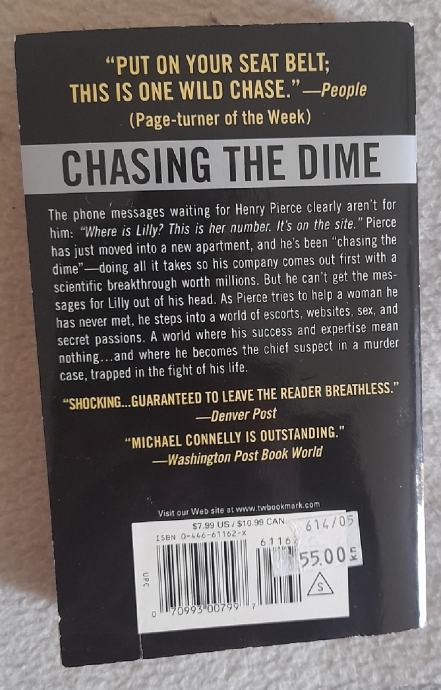 “PUT ON YOUR SEAT BELT;
THIS IS ONE WILD CHASE.” —People
(Page-turner of the Week)
CHASING THE DIME
The phone messages waiting for Henry Pierce clearly aren't for
him: “Where is Lilly? This is her number. It's on the site.” Pierce
has just moved into a new apartment, and he's been “chasing the
dime”—doing all it takes so his company comes out first with a
scientific breakthrough worth millions. But he can't get the mes-
sages for Lilly out of his head. As Pierce tries to help a woman he
has never met, he steps into a world of escorts, websites, sex, and
secret passions. A world where his success and expertise mean
nothing...and where he becomes the chief suspect in a murder
case, trapped in the fight of his life.
“SHOCKING...GUARANTEED TO LEAVE THE READER BREATHLESS.”
—Denver Post
“MICHAEL CONNELLY IS OUTSTANDING.”
—Washington Post Book World
Visit our Web site at www.twbookmark.com
$7.99 US / $10.99 CAN.
614/05
ISBN 0-446-61162-X
6116
55.00 kn
S
UPC
0 70993 00799 7